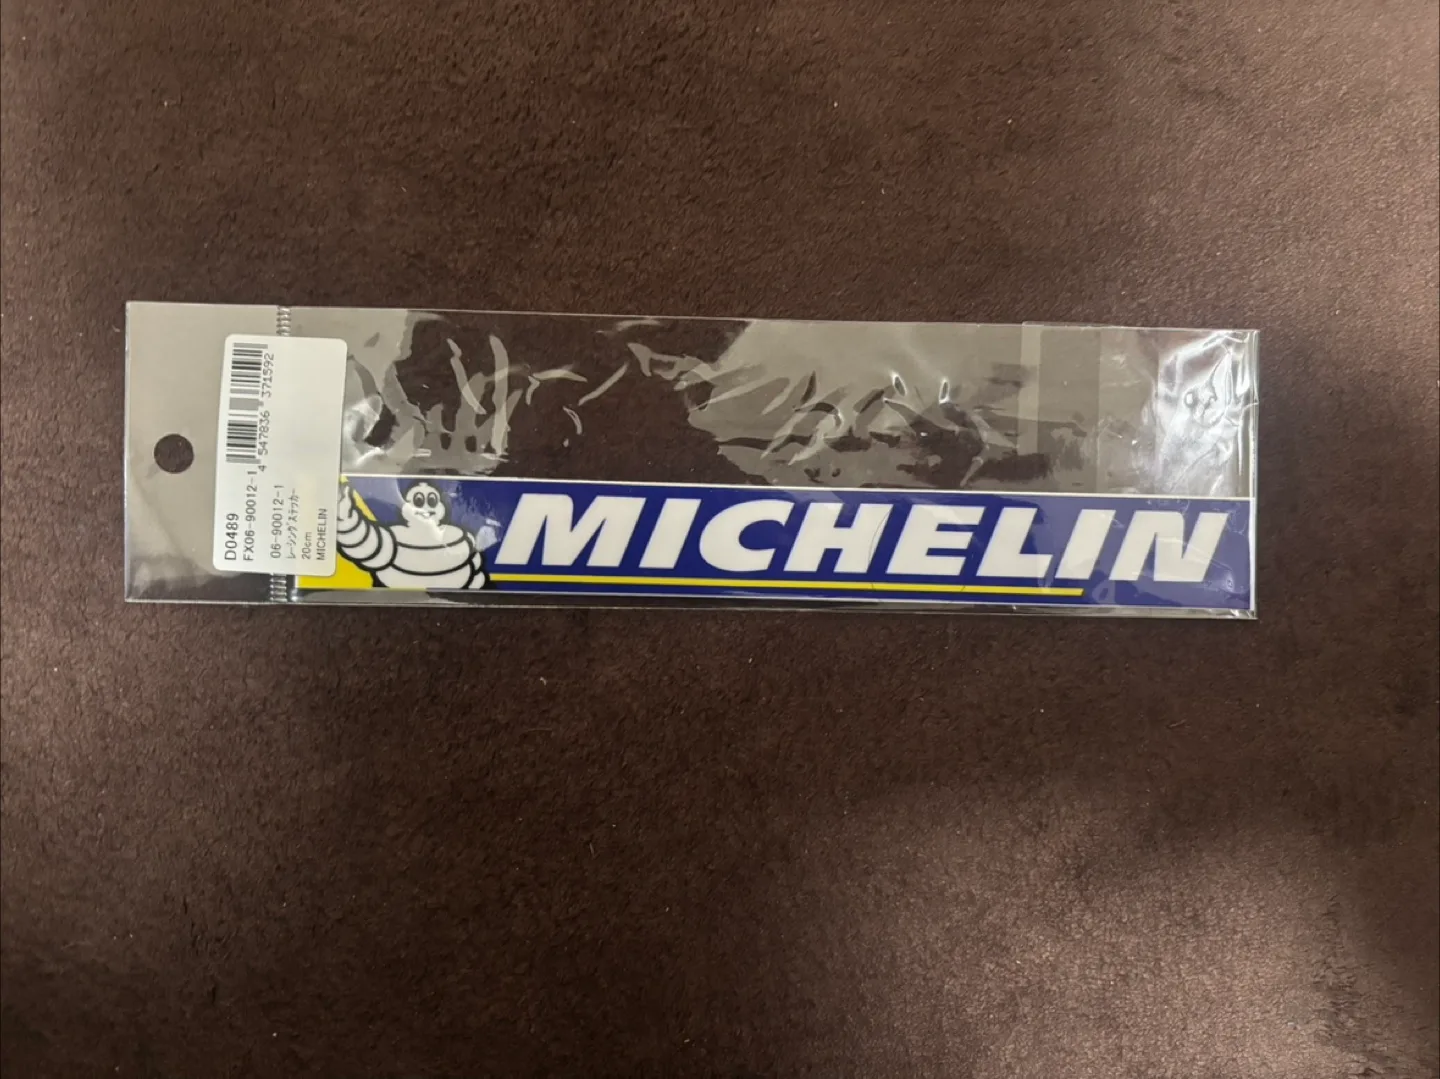 4 547836 371592
D0489
FX06-90012-1
06-90012-1
ﾚｰｼﾝｸﾞｽﾃｯｶｰ
20cm
MICHELIN
MICHELIN